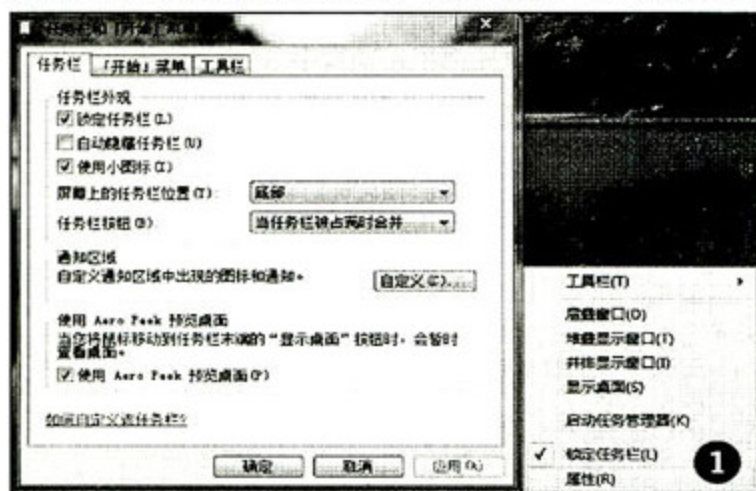 任务栏 「开始」菜单 工具栏
任务栏外观
锁定任务栏(L)
自动隐藏任务栏(U)
使用小图标(I)
屏幕上的任务栏位置(T): 底部
任务栏按钮(B): 当任务栏被占满时合并
通知区域
自定义通知区域中出现的图标和通知。 自定义(C)...
使用 Aero Peek 预览桌面
当您将鼠标移动到任务栏末端的“显示桌面”按钮时，会暂时
查看桌面。
使用 Aero Peek 预览桌面(P)
如何自定义该任务栏?
确定 取消 应用(A)
工具栏(T)
层叠窗口(D)
堆叠显示窗口(T)
并排显示窗口(I)
显示桌面(S)
启动任务管理器(K)
锁定任务栏(L)
属性(R)
1